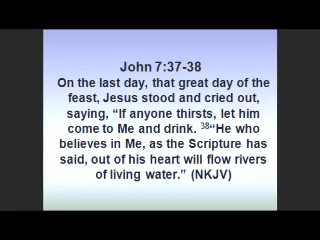 John 7:37-38
On the last day, that great day of the
feast, Jesus stood and cried out,
saying, “If anyone thirsts, let him
come to Me and drink. 38“He who
believes in Me, as the Scripture has
said, out of his heart will flow rivers
of living water.” (NKJV)